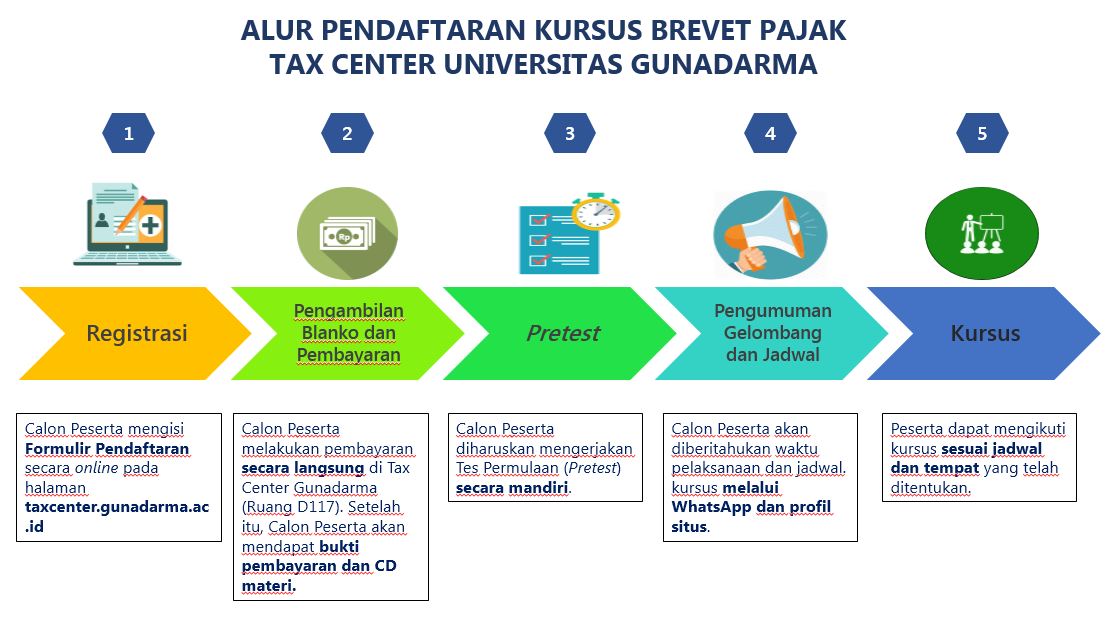 ALUR PENDAFTARAN KURSUS BREVET PAJAK
TAX CENTER UNIVERSITAS GUNADARMA
1
2
3
4
5
Rp
Registrasi
Pengambilan
Blanko dan
Pembayaran
Pretest
Pengumuman
Gelombang
dan Jadwal
Kursus
Calon Peserta mengisi
Formulir Pendaftaran
secara online pada
halaman
taxcenter.gunadarma.ac
.id
Calon Peserta
melakukan pembayaran
secara langsung di Tax
Center Gunadarma
(Ruang D117). Setelah
itu, Calon Peserta akan
mendapat bukti
pembayaran dan CD
materi.
Calon Peserta
diharuskan mengerjakan
Tes Permulaan (Pretest)
secara mandiri.
Calon Peserta akan
diberitahukan waktu
pelaksanaan dan jadwal.
kursus melalui
WhatsApp dan profil
situs.
Peserta dapat mengikuti
kursus sesuai jadwal
dan tempat yang telah
ditentukan.